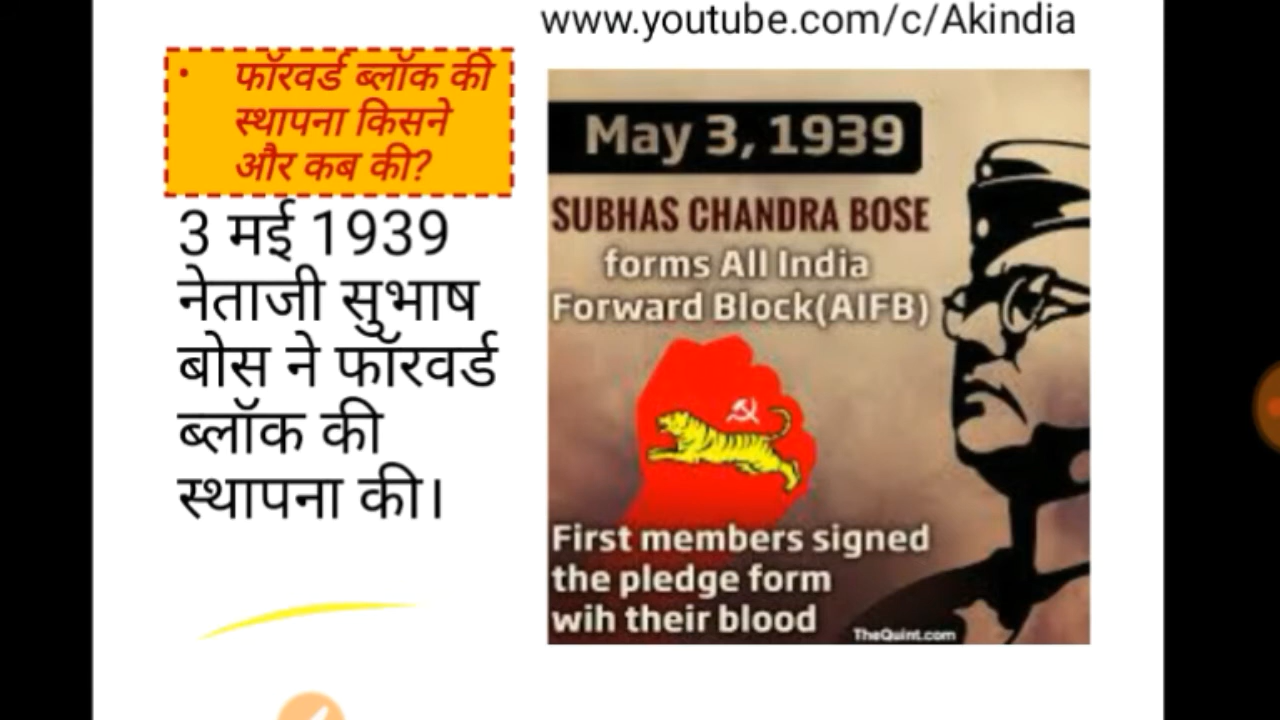 www.youtube.com/c/Akindia
• फॉरवर्ड ब्लॉक की
स्थापना किसने
और कब की?
3 मई 1939
नेताजी सुभाष
बोस ने फॉरवर्ड
ब्लॉक की
स्थापना की।
May 3, 1939
SUBHAS CHANDRA BOSE
forms All India
Forward Block(AIFB)
First members signed
the pledge form
wih their blood
TheQuint.com